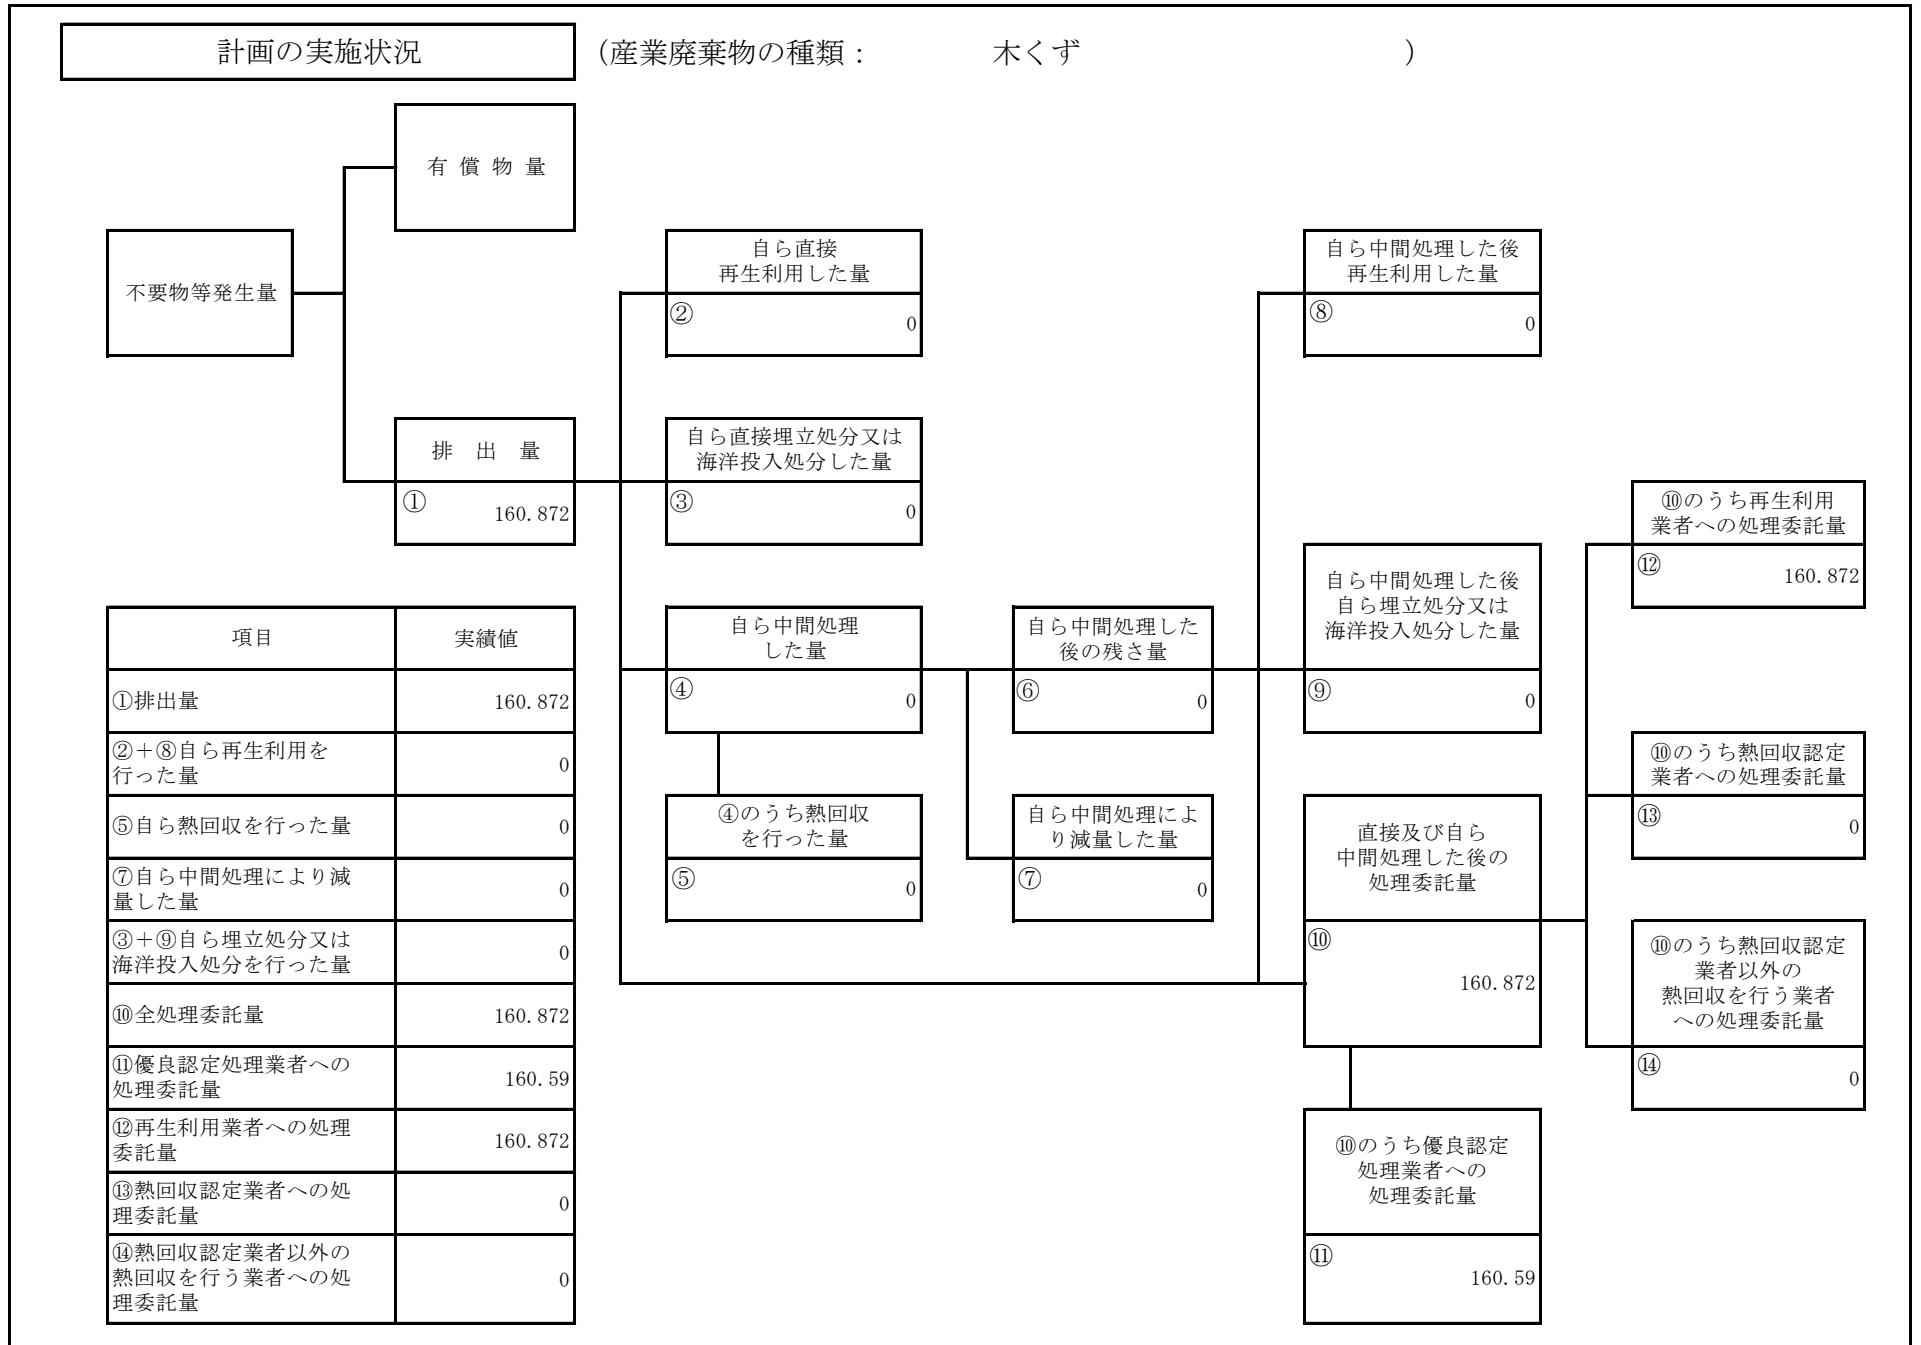 計画の実施状況
（産業廃棄物の種類： 木くず ）
有 償 物 量
不要物等発生量
自ら直接
再生利用した量
② 0
自ら中間処理した後
再生利用した量
⑧ 0
排 出 量
① 160.872
自ら直接埋立処分又は
海洋投入処分した量
③ 0
⑩のうち再生利用
業者への処理委託量
⑫ 160.872
自ら中間処理した後
自ら埋立処分又は
海洋投入処分した量
⑨ 0
自ら中間処理
した量
④ 0
自ら中間処理した
後の残さ量
⑥ 0
⑩のうち熱回収認定
業者への処理委託量
⑬ 0
④のうち熱回収
を行った量
⑤ 0
自ら中間処理によ
り減量した量
⑦ 0
直接及び自ら
中間処理した後の
処理委託量
⑩
160.872
⑩のうち熱回収認定
業者以外の
熱回収を行う業者
への処理委託量
⑭ 0
⑩のうち優良認定
処理業者への
処理委託量
⑪
160.59
項目 実績値
①排出量 160.872
②＋⑧自ら再生利用を
行った量 0
⑤自ら熱回収を行った量 0
⑦自ら中間処理により減
量した量 0
③＋⑨自ら埋立処分又は
海洋投入処分を行った量 0
⑩全処理委託量 160.872
⑪優良認定処理業者への
処理委託量 160.59
⑫再生利用業者への処理
委託量 160.872
⑬熱回収認定業者への処
理委託量 0
⑭熱回収認定業者以外の
熱回収を行う業者への処
理委託量 0